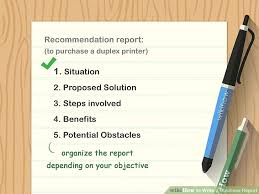 Recommendation report:
(to purchase a duplex printer)
1. Situation
2. Proposed Solution
3. Steps involved
4. Benefits
5. Potential Obstacles
organize the report
depending on your objective
wikiHow to Write a Business Report